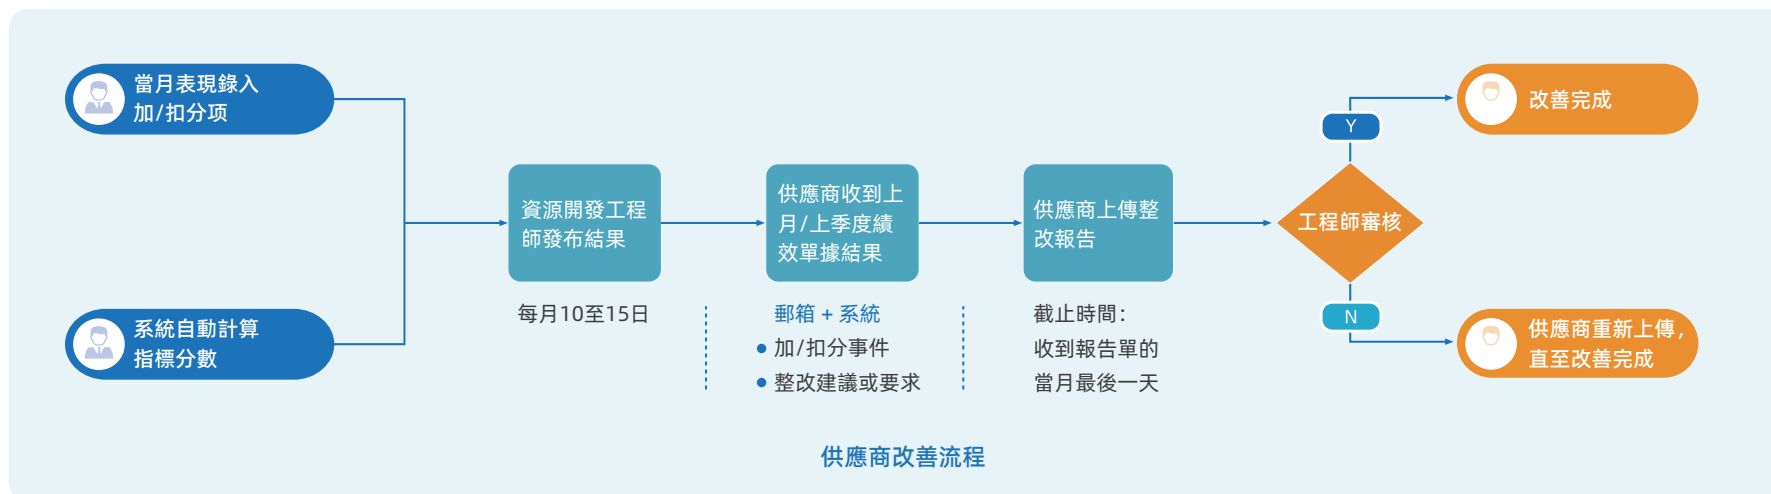 當月表現錄入
加/扣分项
系統自動計算
指標分數
資源開發工程
師發布結果
每月10至15日
供應商收到上
月/上季度績
效單據結果
郵箱 + 系統
加/扣分事件
整改建議或要求
供應商上傳整
改報告
截止時間：
收到報告單的
當月最後一天
工程師審核
Y
改善完成
N
供應商重新上傳，
直至改善完成
供應商改善流程